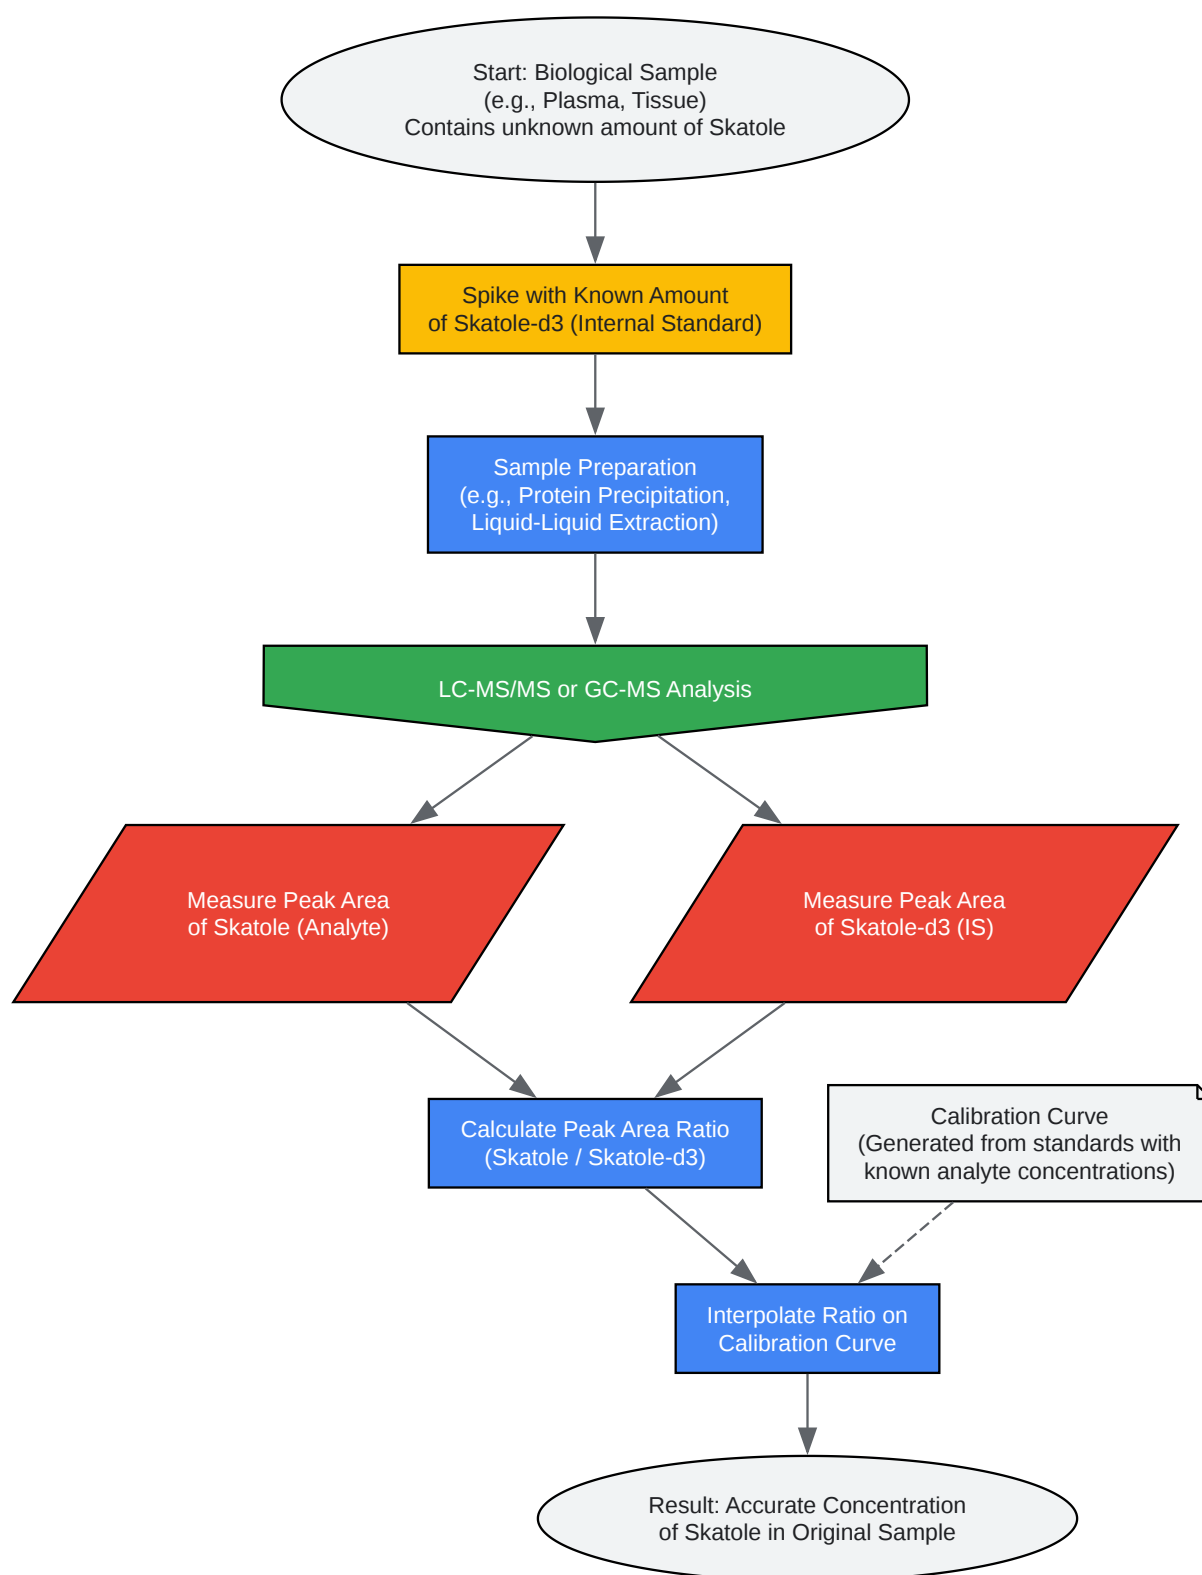 Start: Biological Sample
(e.g., Plasma, Tissue)
Contains unknown amount of Skatole
Spike with Known Amount
of Skatole-d3 (Internal Standard)
Sample Preparation
(e.g., Protein Precipitation,
Liquid-Liquid Extraction)
LC-MS/MS or GC-MS Analysis
Measure Peak Area
of Skatole (Analyte)
Measure Peak Area
of Skatole-d3 (IS)
Calculate Peak Area Ratio
(Skatole / Skatole-d3)
Calibration Curve
(Generated from standards with
known analyte concentrations)
Interpolate Ratio on
Calibration Curve
Result: Accurate Concentration
of Skatole in Original Sample